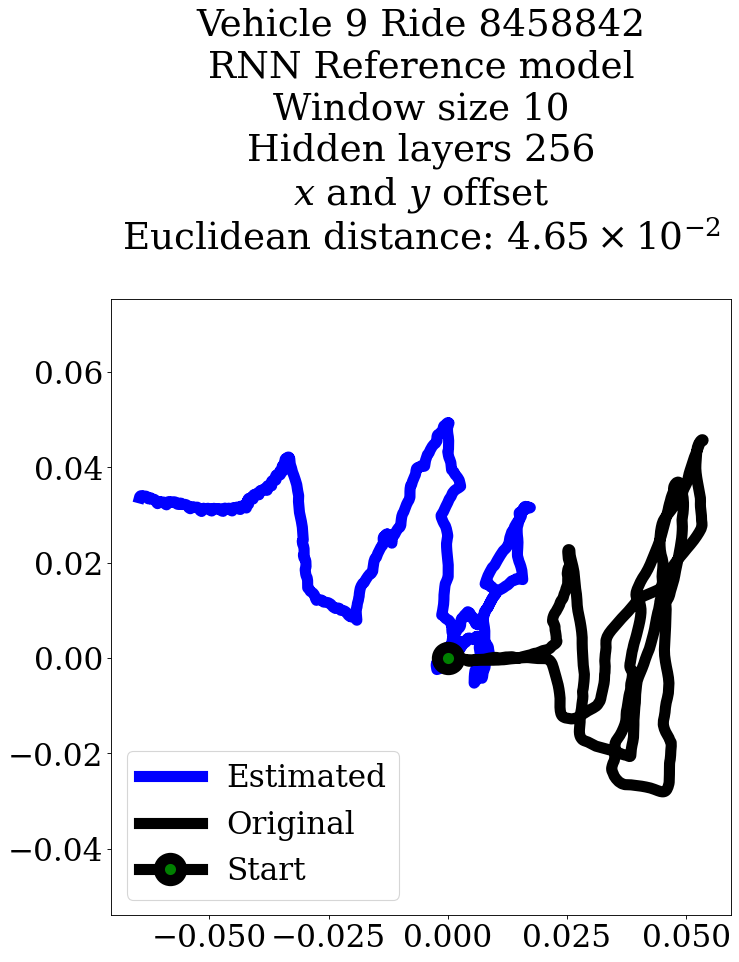 Vehicle 9 Ride 8458842
RNN Reference model
Window size 10
Hidden layers 256
x and y offset
Euclidean distance: 4.65 × 10⁻²
0.06
0.04
0.02
0.00
−0.02
−0.04
Estimated
Original
Start
−0.050 −0.025 0.000 0.025 0.050